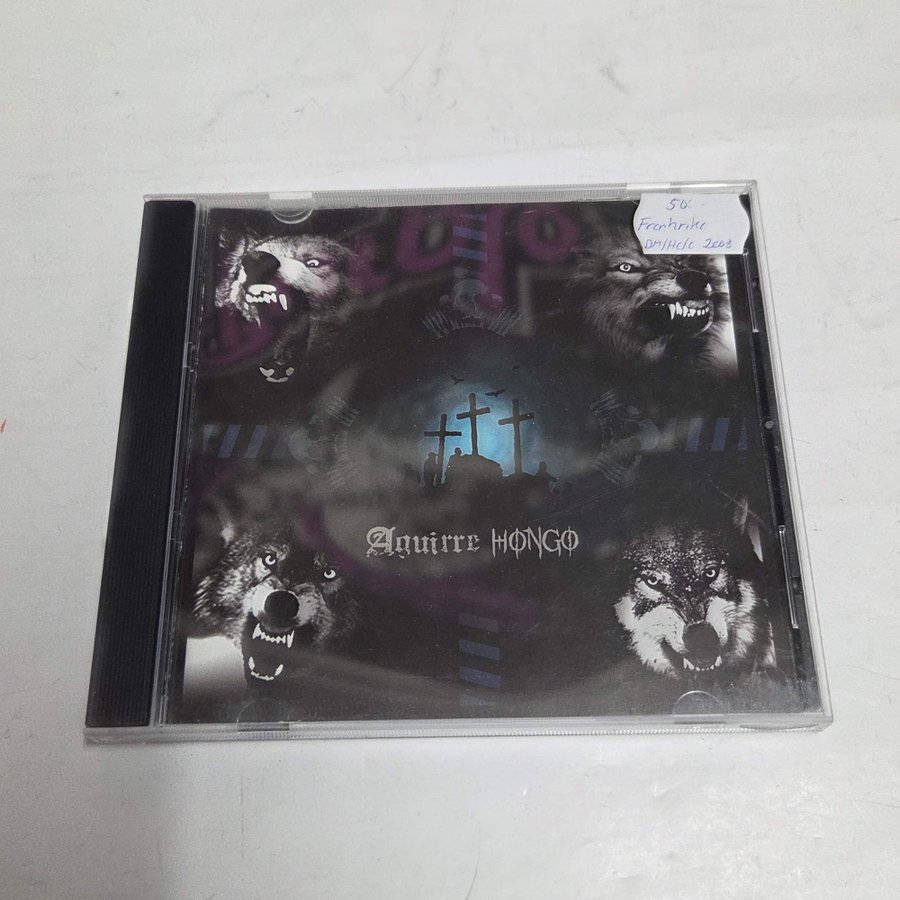 50:-
Frankrike
DM/Hc/c 2008
Aguirre HONGO